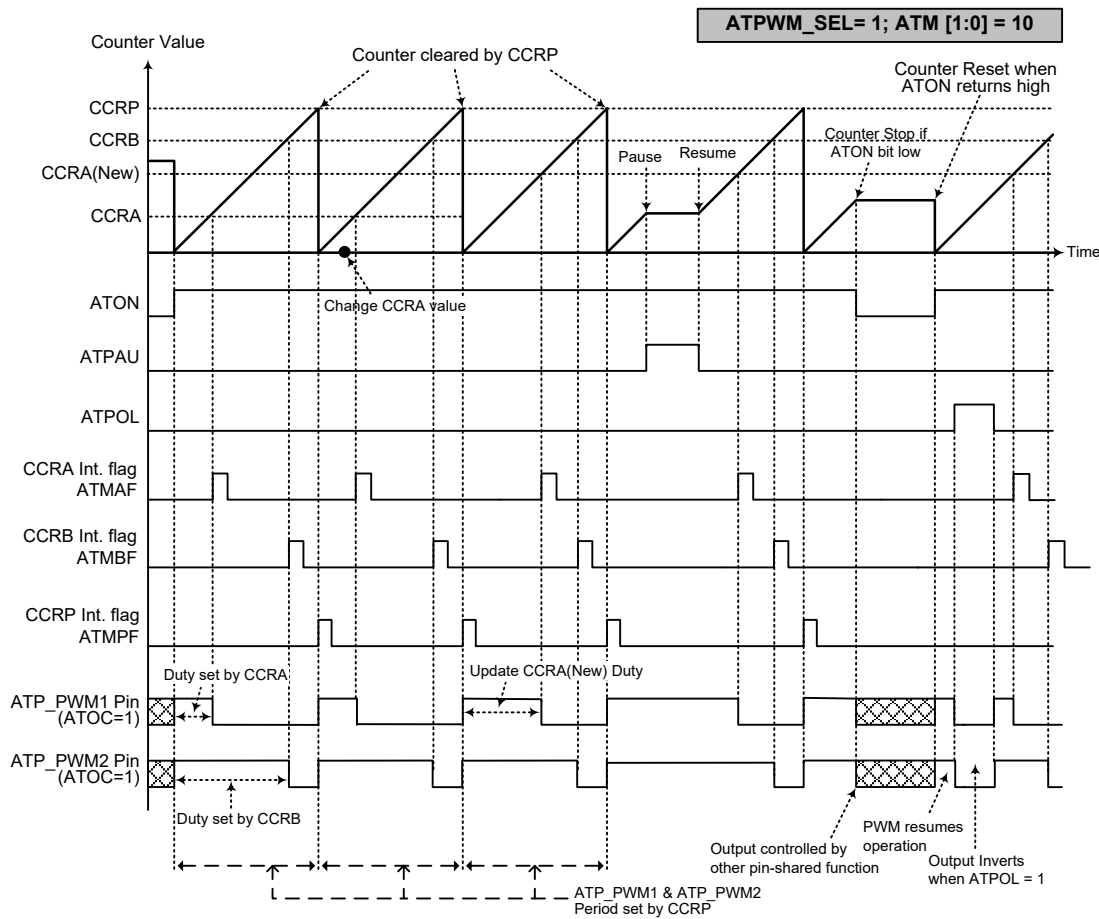 ATPWM_SEL= 1; ATM [1:0] = 10
Counter Value
Counter cleared by CCRP
Counter Reset when
ATON returns high
CCRP
CCRB
Counter Stop if
ATON bit low
Pause
Resume
CCRA(New)
CCRA
Time
ATON
Change CCRA value
ATPAU
ATPOL
CCRA Int. flag
ATMAF
CCRB Int. flag
ATMBF
CCRP Int. flag
ATMPF
Duty set by CCRA
Update CCRA(New) Duty
ATP_PWM1 Pin
(ATOC=1)
ATP_PWM2 Pin
(ATOC=1)
Duty set by CCRB
Output controlled by
other pin-shared function
PWM resumes
operation
Output Inverts
when ATPOL = 1
ATP_PWM1 & ATP_PWM2
Period set by CCRP